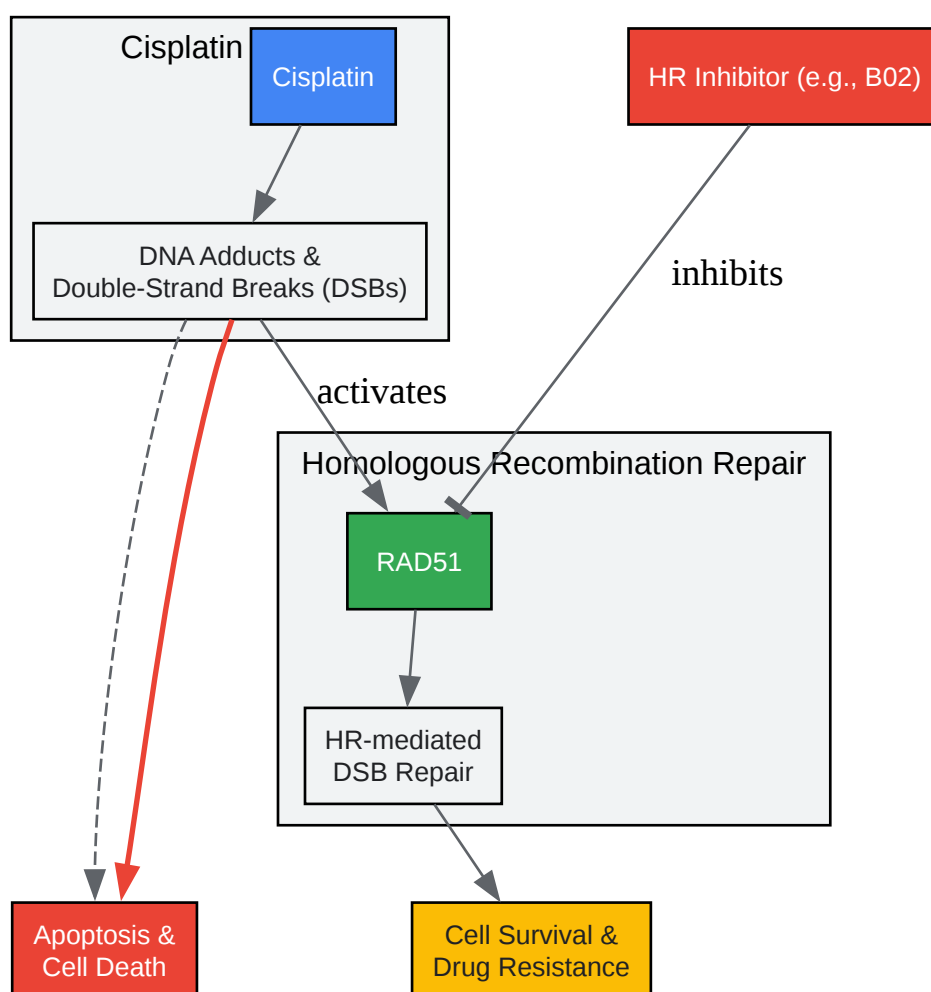 Cisplatin
Cisplatin
HR Inhibitor (e.g., B02)
DNA Adducts &
Double-Strand Breaks (DSBs)
inhibits
activates
Homologous Recombination Repair
RAD51
HR-mediated
DSB Repair
Apoptosis &
Cell Death
Cell Survival &
Drug Resistance